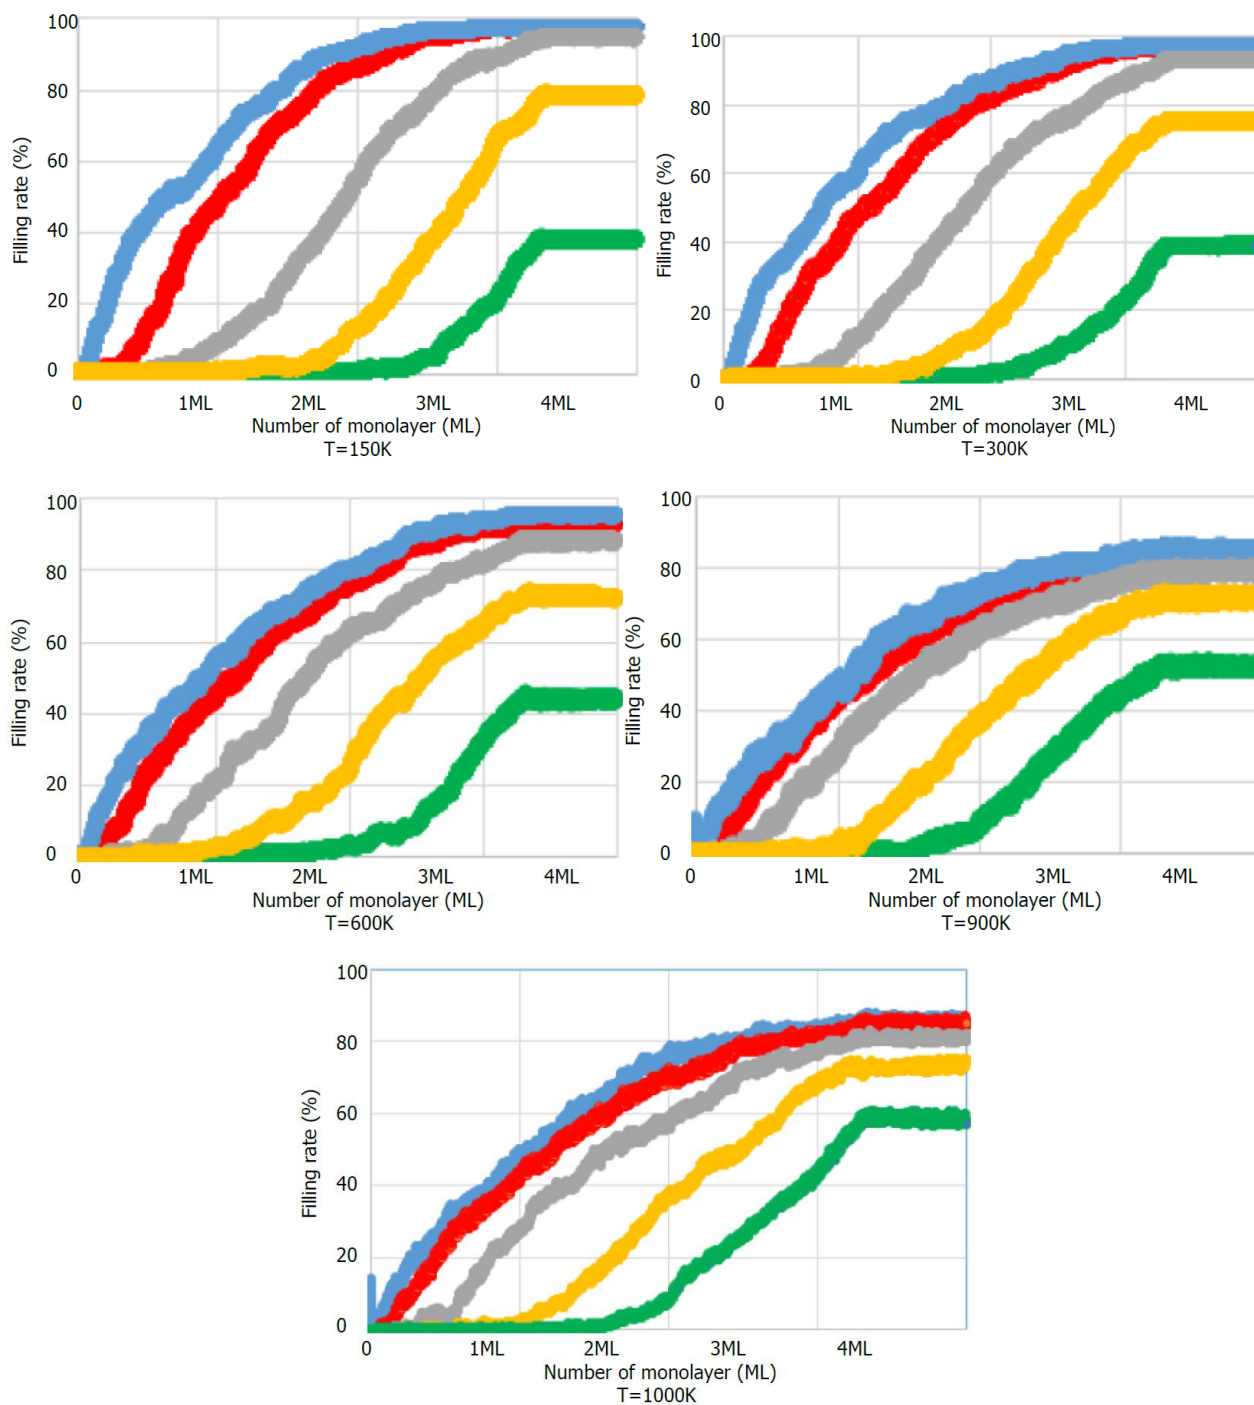 100
80
60
40
20
0
Filling rate (%)
0 1ML 2ML 3ML 4ML
Number of monolayer (ML)
T=150K
100
80
60
40
20
0
Filling rate (%)
0 1ML 2ML 3ML 4ML
Number of monolayer (ML)
T=300K
100
80
60
40
20
0
Filling rate (%)
0 1ML 2ML 3ML 4ML
Number of monolayer (ML)
T=600K
100
80
60
40
20
0
Filling rate (%)
0 1ML 2ML 3ML 4ML
Number of monolayer (ML)
T=900K
100
80
60
40
20
0
Filling rate (%)
0 1ML 2ML 3ML 4ML
Number of monolayer (ML)
T=1000K